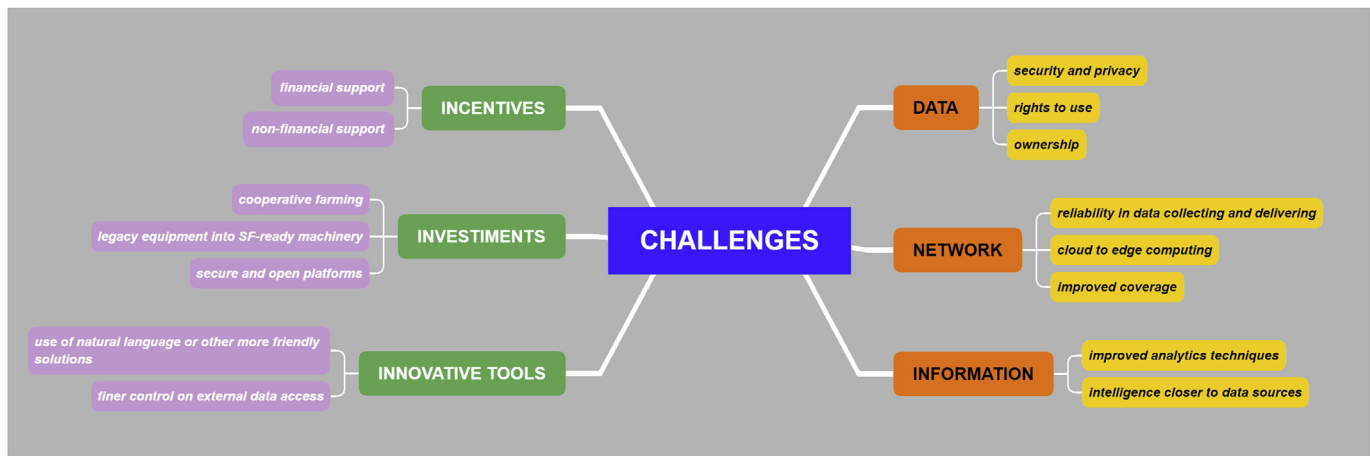 CHALLENGES
INCENTIVES
financial support
non-financial support
INVESTIMENTS
cooperative farming
legacy equipment into SF-ready machinery
secure and open platforms
INNOVATIVE TOOLS
use of natural language or other more friendly
solutions
finer control on external data access
DATA
security and privacy
rights to use
ownership
NETWORK
reliability in data collecting and delivering
cloud to edge computing
improved coverage
INFORMATION
improved analytics techniques
intelligence closer to data sources